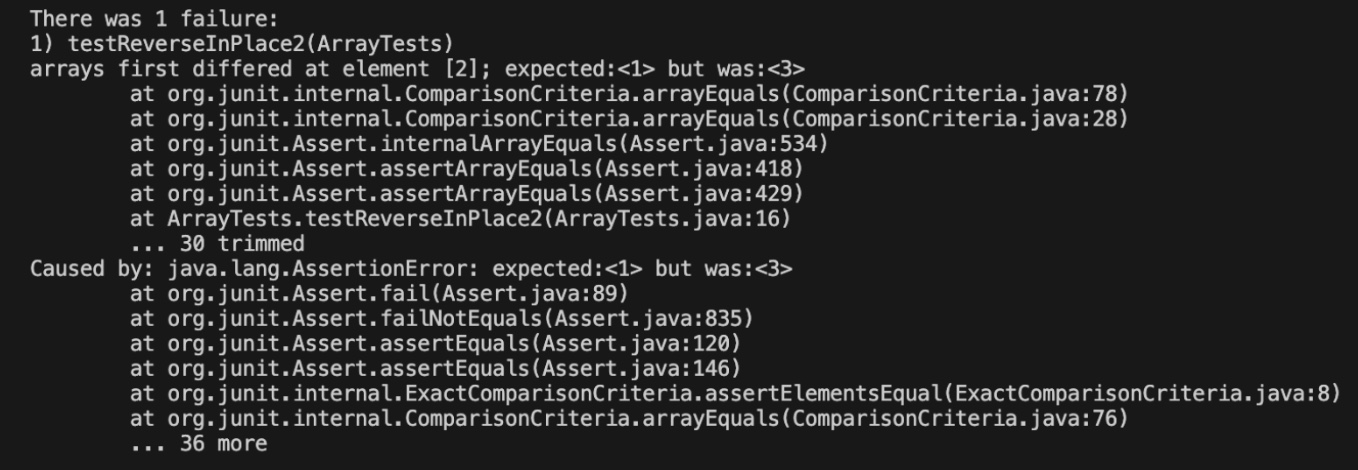 There was 1 failure:
1) testReverseInPlace2(ArrayTests)
arrays first differed at element [2]; expected:<1> but was:<3>
        at org.junit.internal.ComparisonCriteria.arrayEquals(ComparisonCriteria.java:78)
        at org.junit.internal.ComparisonCriteria.arrayEquals(ComparisonCriteria.java:28)
        at org.junit.Assert.internalArrayEquals(Assert.java:534)
        at org.junit.Assert.assertArrayEquals(Assert.java:418)
        at org.junit.Assert.assertArrayEquals(Assert.java:429)
        at ArrayTests.testReverseInPlace2(ArrayTests.java:16)
        ... 30 trimmed
Caused by: java.lang.AssertionError: expected:<1> but was:<3>
        at org.junit.Assert.fail(Assert.java:89)
        at org.junit.Assert.failNotEquals(Assert.java:835)
        at org.junit.Assert.assertEquals(Assert.java:120)
        at org.junit.Assert.assertEquals(Assert.java:146)
        at org.junit.internal.ExactComparisonCriteria.assertElementsEqual(ExactComparisonCriteria.java:8)
        at org.junit.internal.ComparisonCriteria.arrayEquals(ComparisonCriteria.java:76)
        ... 36 more